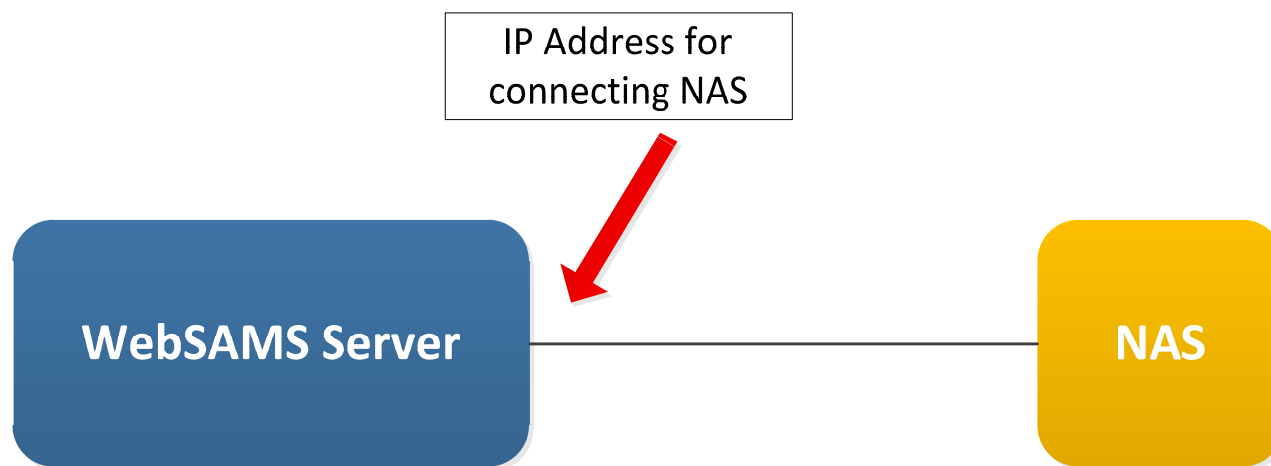 IP Address for
connecting NAS
WebSAMS Server
NAS